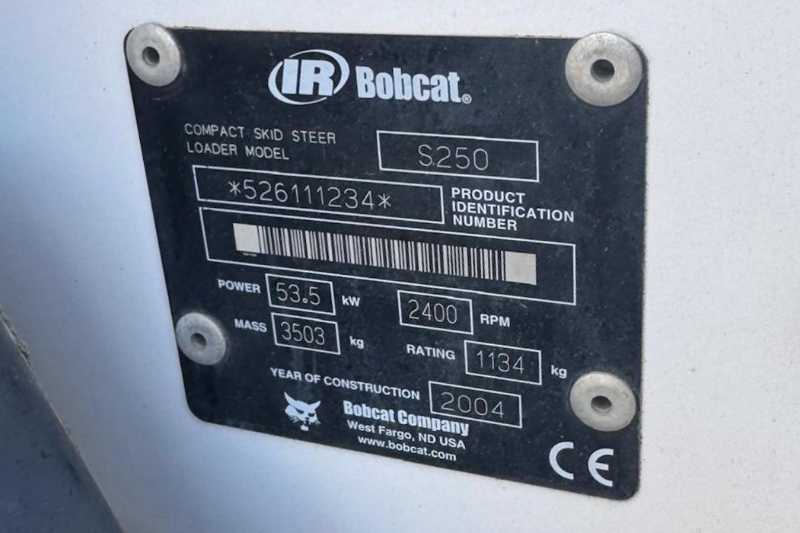 IR Bobcat®
COMPACT SKID STEER
LOADER MODEL S250
*526111234* PRODUCT
IDENTIFICATION
NUMBER
POWER 53.5 kW 2400 RPM
MASS 3503 kg RATING 1134 kg
YEAR OF CONSTRUCTION 2004
Bobcat Company
West Fargo, ND USA
www.bobcat.com
CE